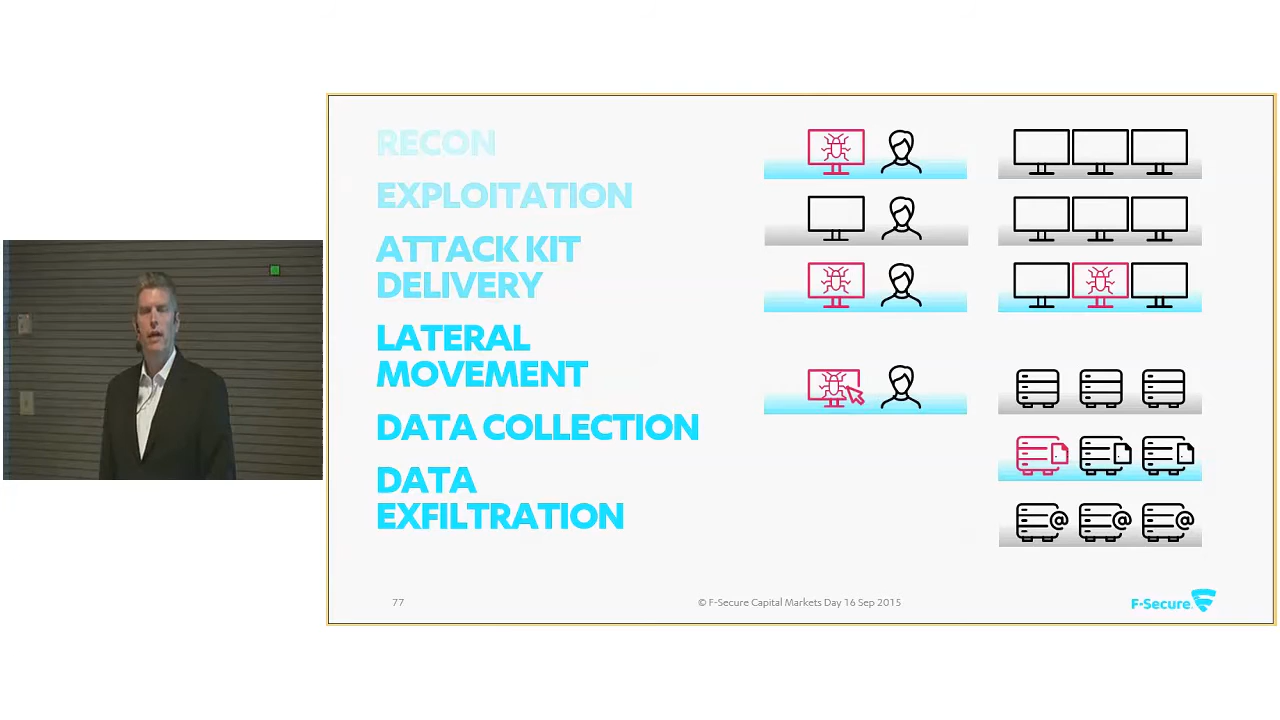 RECON
EXPLOITATION
ATTACK KIT
DELIVERY
LATERAL
MOVEMENT
DATA COLLECTION
DATA
EXFILTRATION
@ @ @
77
© F-Secure Capital Markets Day 16 Sep 2015
F-Secure.